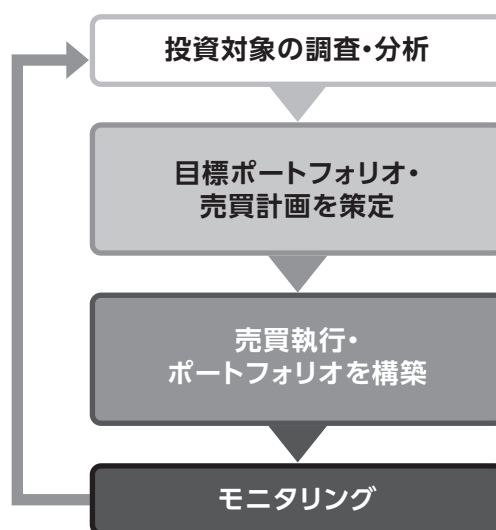 投資対象の調査・分析
目標ポートフォリオ・
売買計画を策定
売買執行・
ポートフォリオを構築
モニタリング